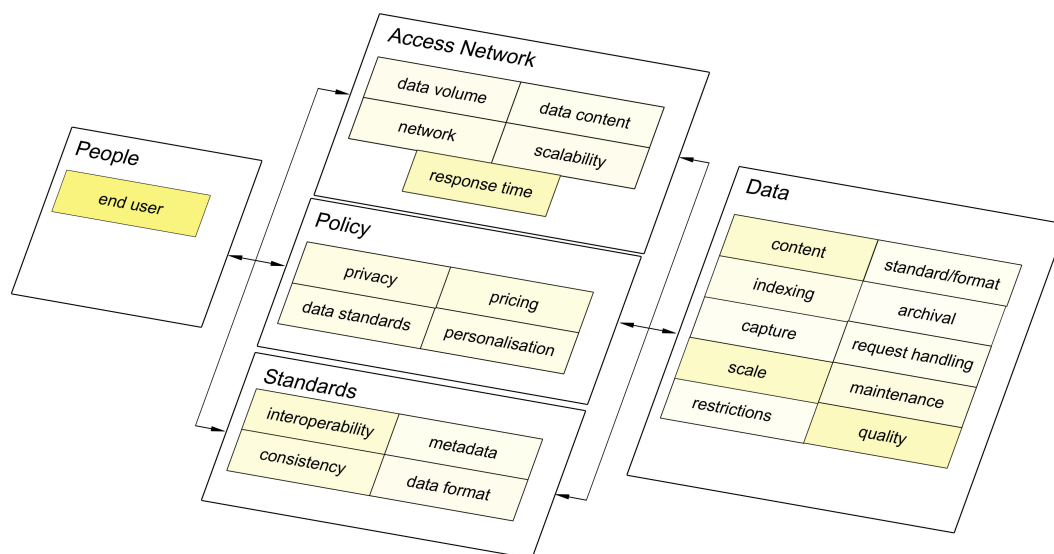 People
end user
Access Network
data volume
data content
network
scalability
response time
Policy
privacy
pricing
data standards
personalisation
Standards
interoperability
metadata
consistency
data format
Data
content
standard/format
indexing
archival
capture
request handling
scale
maintenance
restrictions
quality